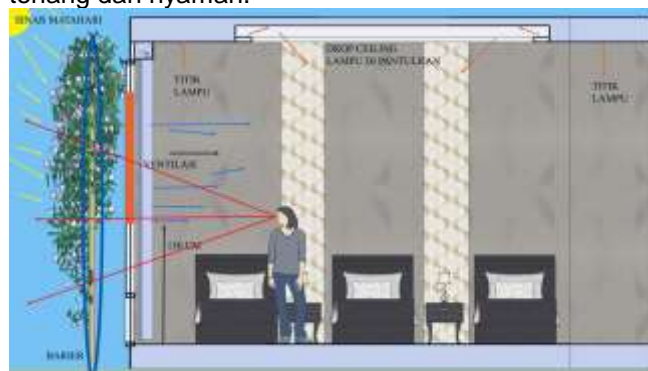 tenang dan nyaman.
SINAR MATAHARI
DROP CEILING
LAMPU DI PANTULKAN
TITIK
LAMPU
TITIK
LAMPU
VENTILASI
BARIER